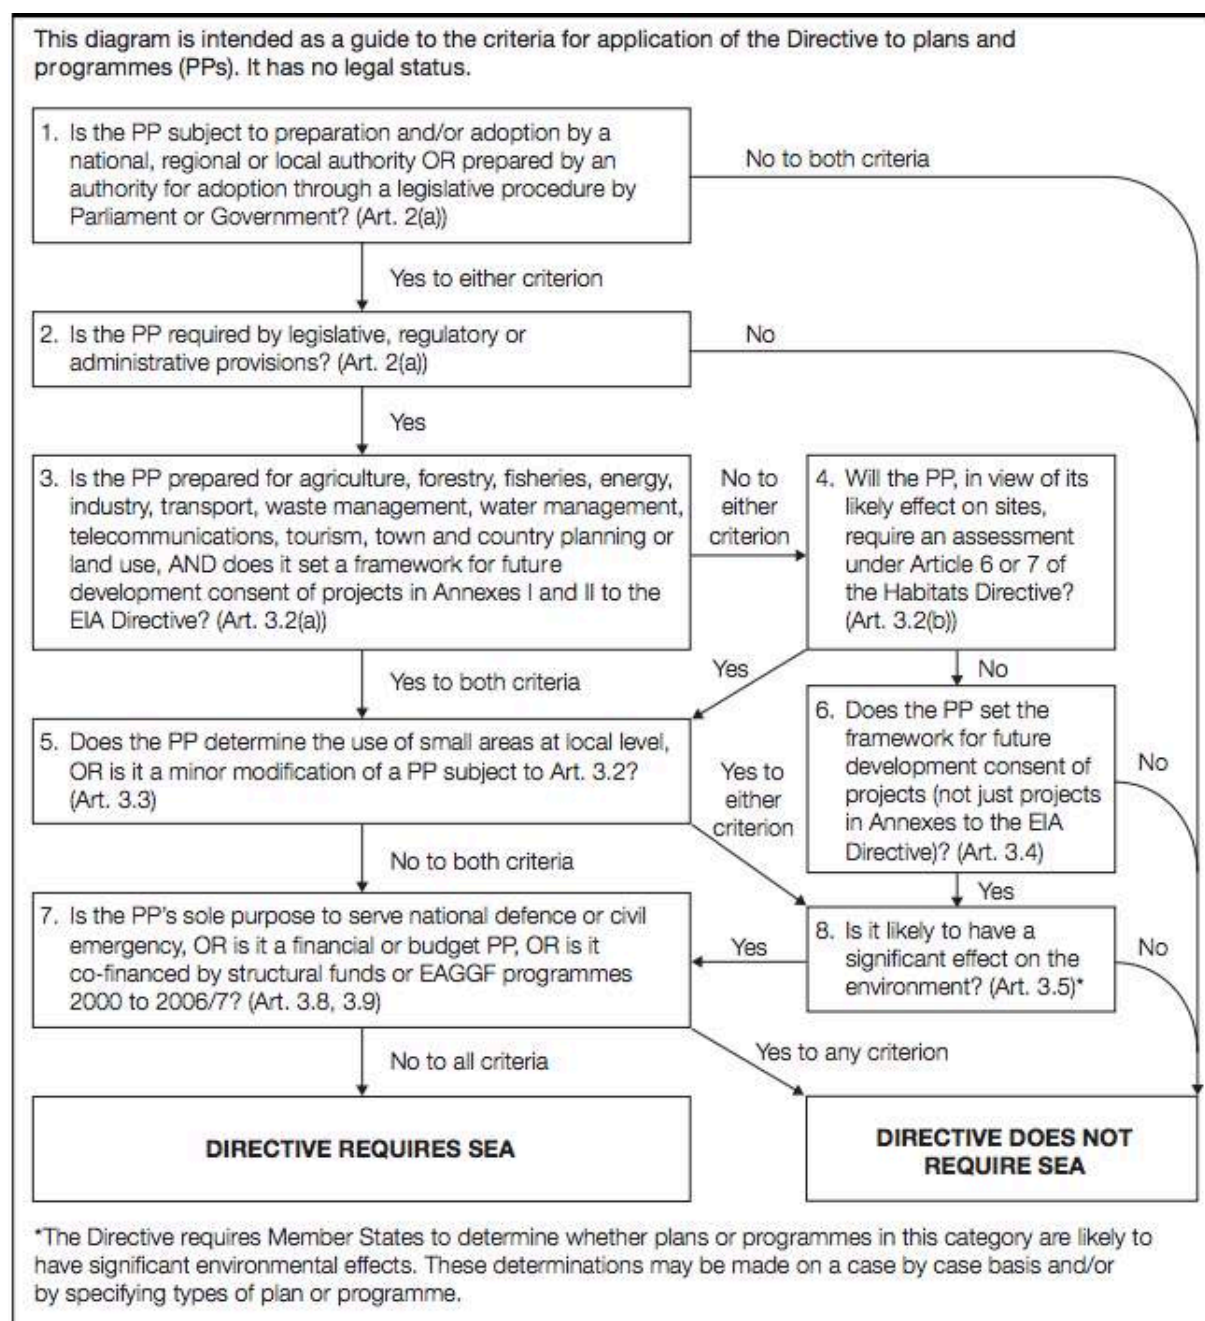 This diagram is intended as a guide to the criteria for application of the Directive to plans and
programmes (PPs). It has no legal status.
1. Is the PP subject to preparation and/or adoption by a
national, regional or local authority OR prepared by an
authority for adoption through a legislative procedure by
Parliament or Government? (Art. 2(a))
No to both criteria
Yes to either criterion
2. Is the PP required by legislative, regulatory or
administrative provisions? (Art. 2(a))
No
Yes
3. Is the PP prepared for agriculture, forestry, fisheries, energy,
industry, transport, waste management, water management,
telecommunications, tourism, town and country planning or
land use, AND does it set a framework for future
development consent of projects in Annexes I and II to the
EIA Directive? (Art. 3.2(a))
No to
either
criterion
4. Will the PP, in view of its
likely effect on sites,
require an assessment
under Article 6 or 7 of
the Habitats Directive?
(Art. 3.2(b))
Yes to both criteria
Yes
No
5. Does the PP determine the use of small areas at local level,
OR is it a minor modification of a PP subject to Art. 3.2?
(Art. 3.3)
Yes to
either
criterion
6. Does the PP set the
framework for future
development consent of
projects (not just projects
in Annexes to the EIA
Directive)? (Art. 3.4)
No
No to both criteria
Yes
7. Is the PP's sole purpose to serve national defence or civil
emergency, OR is it a financial or budget PP, OR is it
co-financed by structural funds or EAGGF programmes
2000 to 2006/7? (Art. 3.8, 3.9)
Yes
8. Is it likely to have a
significant effect on the
environment? (Art. 3.5)*
No
No to all criteria
Yes to any criterion
DIRECTIVE REQUIRES SEA
DIRECTIVE DOES NOT
REQUIRE SEA
*The Directive requires Member States to determine whether plans or programmes in this category are likely to
have significant environmental effects. These determinations may be made on a case by case basis and/or
by specifying types of plan or programme.